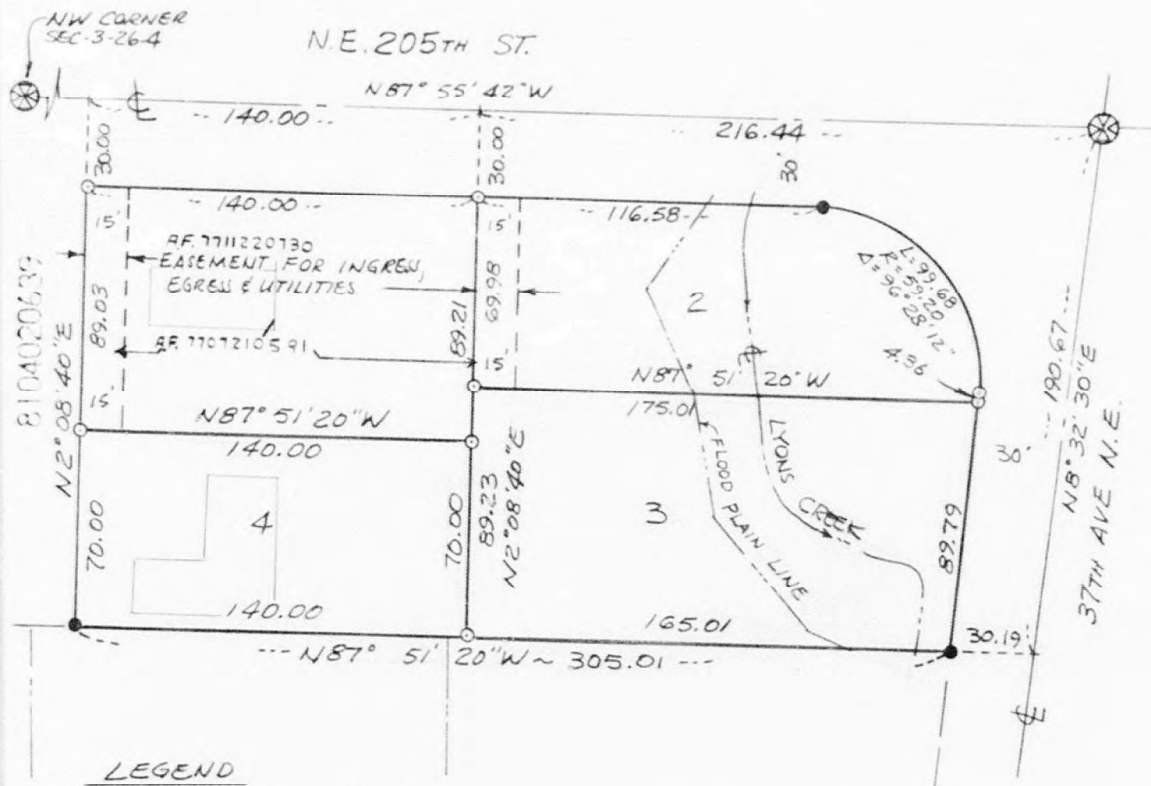 NW CORNER
SEC-3-26-4
N.E. 205TH ST.
N87° 55' 42"W
140.00
216.44
30.00
30.00
30'
140.00
116.58
15'
15'
AF. 7711220730
EASEMENT FOR INGRESS,
EGRESS & UTILITIES
L=99.68
R=59.20
Δ=96°28'12"
8104020639
N2°08'40"E
89.03
89.21
69.98
2
AF. 7707210591
15'
15'
4.96
190.67
N8°32'30"E
37TH AVE N.E.
N87° 51' 20"W
175.01
N87° 51' 20"W
140.00
30'
FLOOD PLAIN LINE
LYONS
CREEK
70.00
4
70.00
89.23
N2°08'40"E
3
89.79
140.00
165.01
30.19
N87° 51' 20"W ~ 305.01
LEGEND